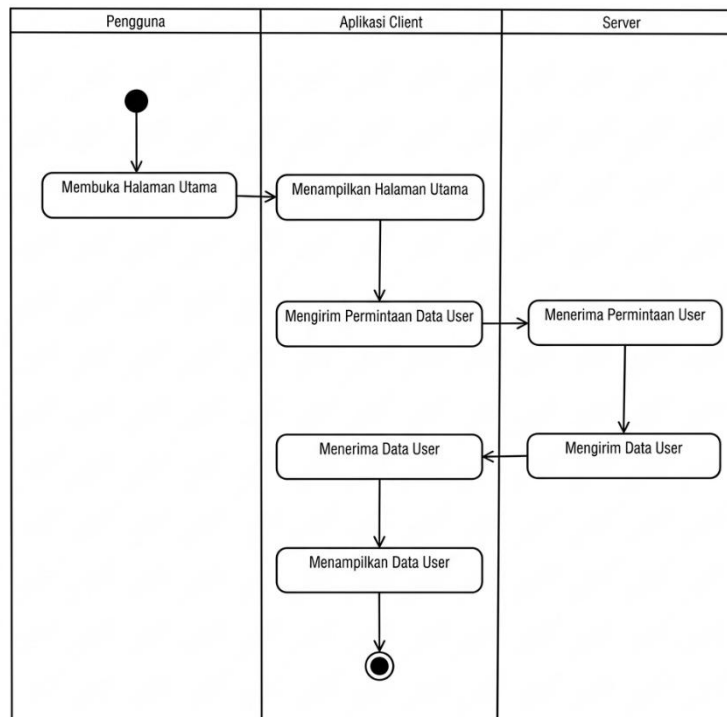 Pengguna
Aplikasi Client
Server
Membuka Halaman Utama
Menampilkan Halaman Utama
Mengirim Permintaan Data User
Menerima Permintaan User
Menerima Data User
Mengirim Data User
Menampilkan Data User